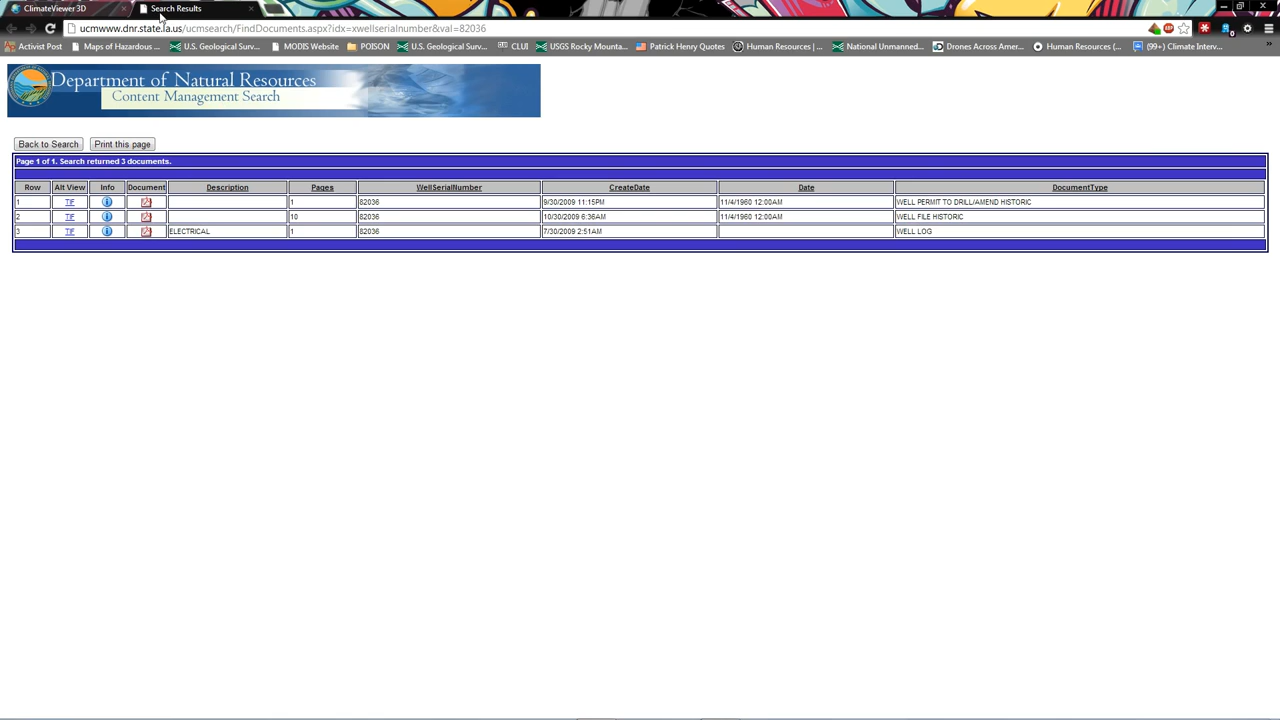 ClimateViewer 3D Search Results
ucmwww.dnr.state.la.us/ucmsearch/FindDocuments.aspx?idx=xwellserialnumber&val=82036
Activist Post Maps of Hazardous ... U.S. Geological Surv... MODIS Website POISON U.S. Geological Surv... CLUI USGS Rocky Mounta... Patrick Henry Quotes Human Resources | ... National Unmanned... Drones Across Amer... Human Resources (... (99+) Climate Interv... »
Department of Natural Resources
Content Management Search
Back to Search Print this page
Page 1 of 1. Search returned 3 documents.
Row Alt View Info Document Description Pages WellSerialNumber CreateDate Date DocumentType
1 TIF 1 82036 9/30/2009 11:15PM 11/4/1960 12:00AM WELL PERMIT TO DRILL/AMEND HISTORIC
2 TIF 10 82036 10/30/2009 6:36AM 11/4/1960 12:00AM WELL FILE HISTORIC
3 TIF ELECTRICAL 1 82036 7/30/2009 2:51AM WELL LOG